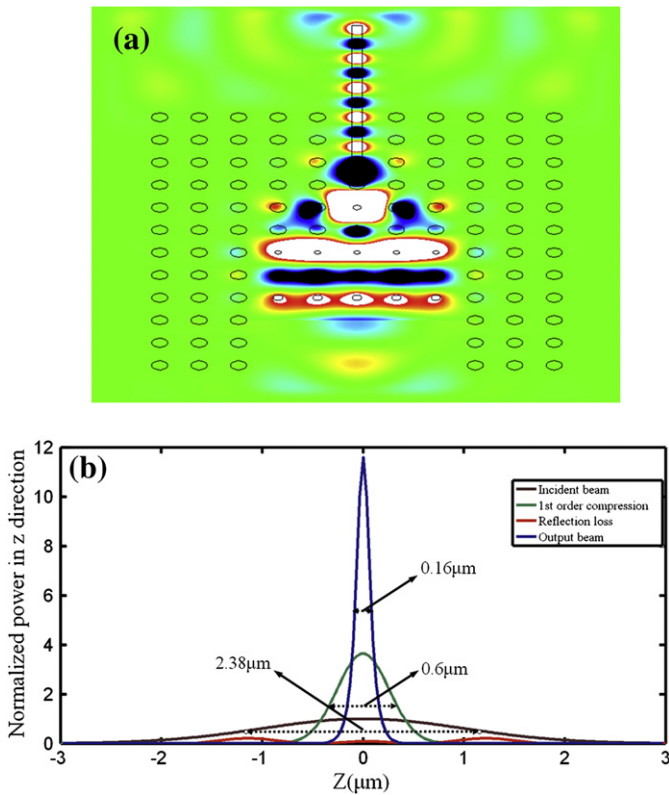 (a)
(b)
Normalized power in z direction
12
10
8
6
4
2
0
Incident beam
1st order compression
Reflection loss
Output beam
0.16μm
2.38μm
0.6μm
-3
-2
-1
0
1
2
3
Z(μm)